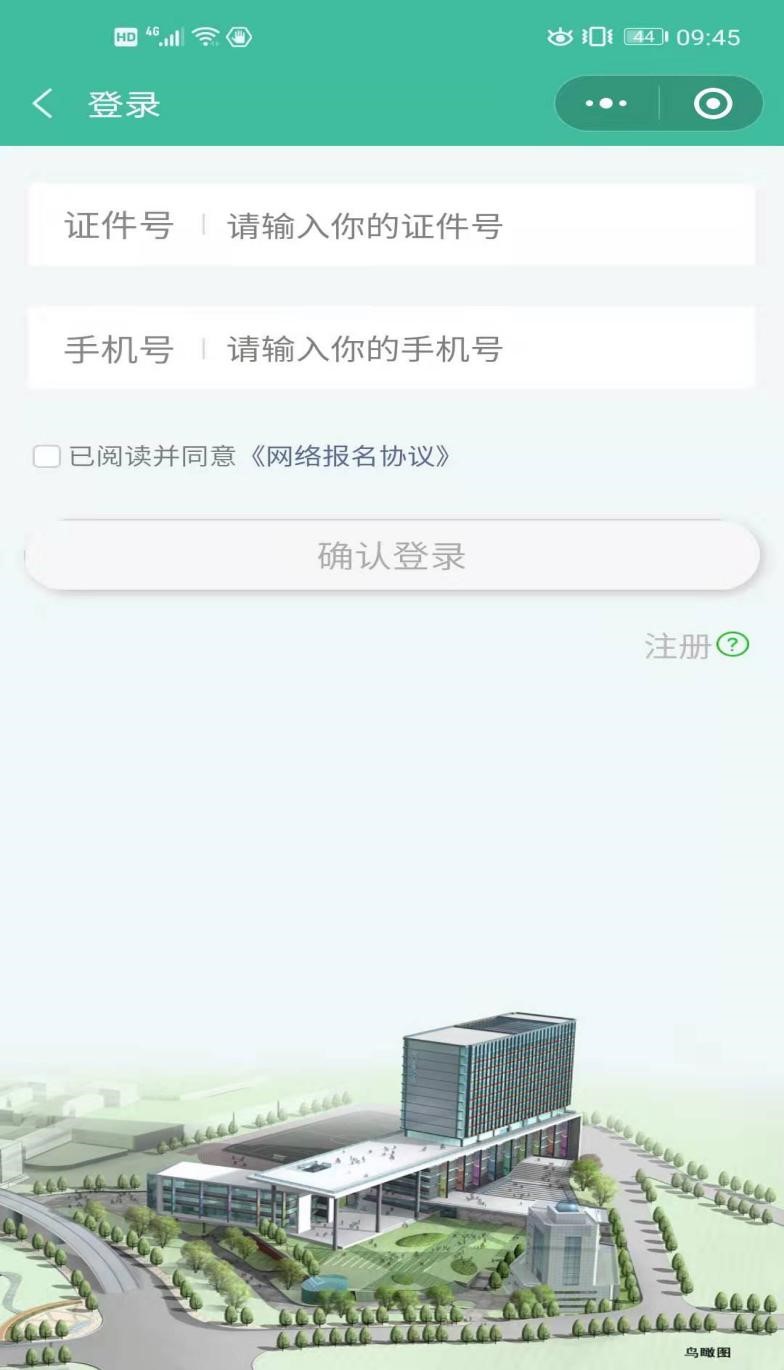 HD 4G 44 09:45
登录
证件号 请输入你的证件号
手机号 请输入你的手机号
已阅读并同意《网络报名协议》
确认登录
注册?
鸟瞰图